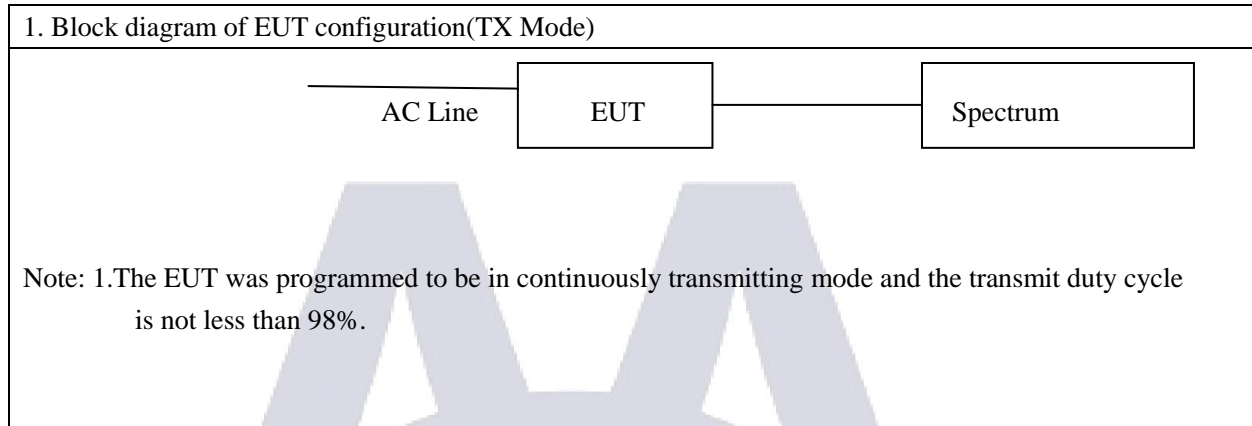 1. Block diagram of EUT configuration(TX Mode)
AC Line
EUT
Spectrum
Note: 1.The EUT was programmed to be in continuously transmitting mode and the transmit duty cycle
is not less than 98%.